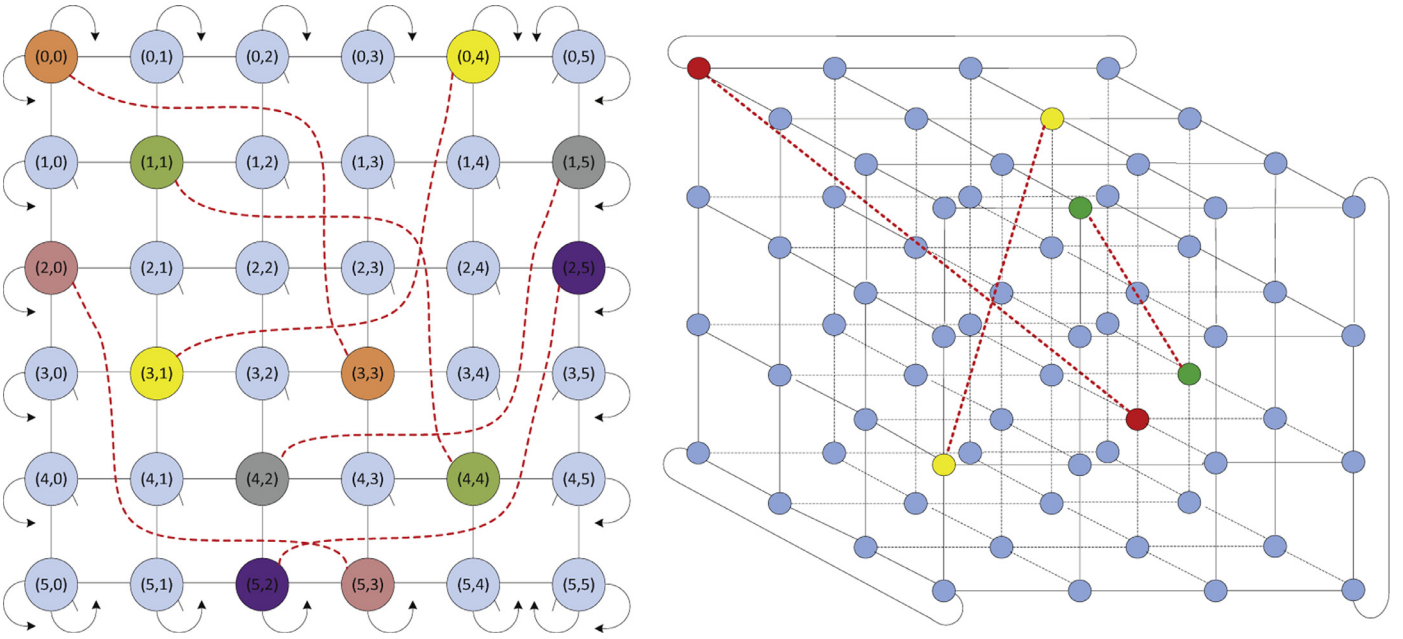 (0,0) (0,1) (0,2) (0,3) (0,4) (0,5)
(1,0) (1,1) (1,2) (1,3) (1,4) (1,5)
(2,0) (2,1) (2,2) (2,3) (2,4) (2,5)
(3,0) (3,1) (3,2) (3,3) (3,4) (3,5)
(4,0) (4,1) (4,2) (4,3) (4,4) (4,5)
(5,0) (5,1) (5,2) (5,3) (5,4) (5,5)